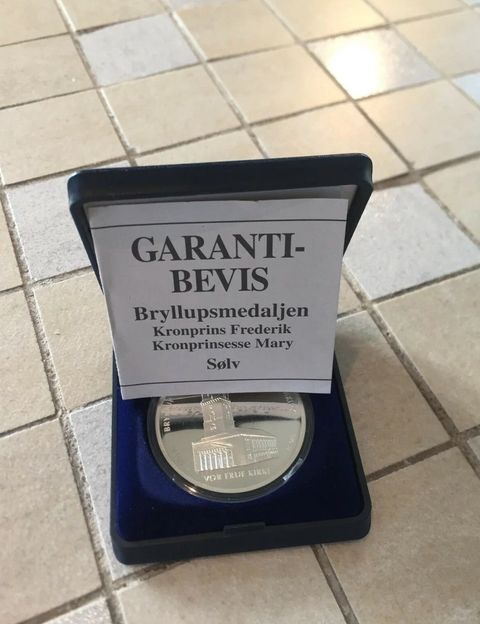 GARANTI-
BEVIS
Bryllupsmedaljen
Kronprins Frederik
Kronprinsesse Mary
Sølv
VOR FRUE KIRKE